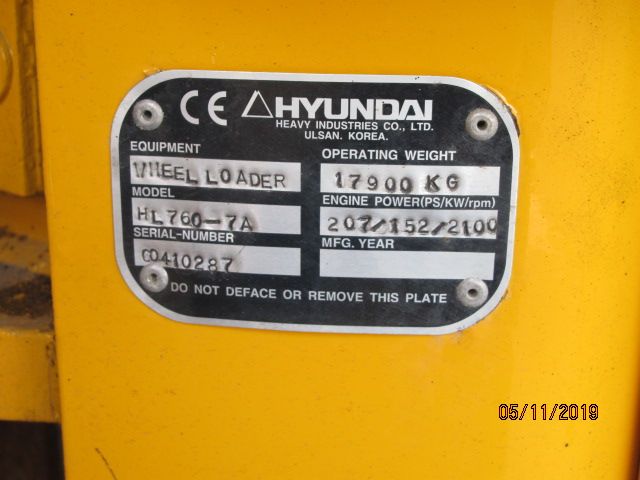 CE HYUNDAI
HEAVY INDUSTRIES CO., LTD.
ULSAN. KOREA.
EQUIPMENT
WHEEL LOADER
OPERATING WEIGHT
17900 KG
MODEL
HL760-7A
ENGINE POWER(PS/KW/rpm)
207/152/2100
SERIAL-NUMBER
CO410287
MFG. YEAR
DO NOT DEFACE OR REMOVE THIS PLATE
05/11/2019